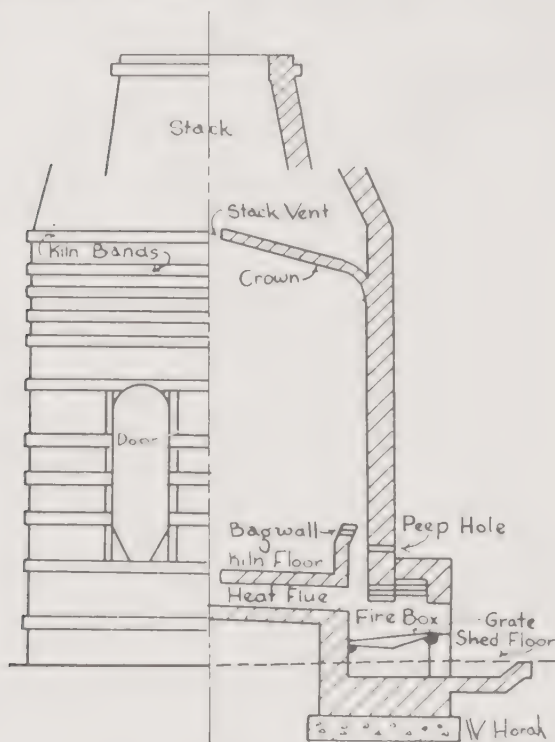 Stack
Stack Vent
Kiln Bands
Crown
Door
Bagwall
Peep Hole
Kiln Floor
Heat Flue
Fire Box
Grate
Shed Floor
W Horak